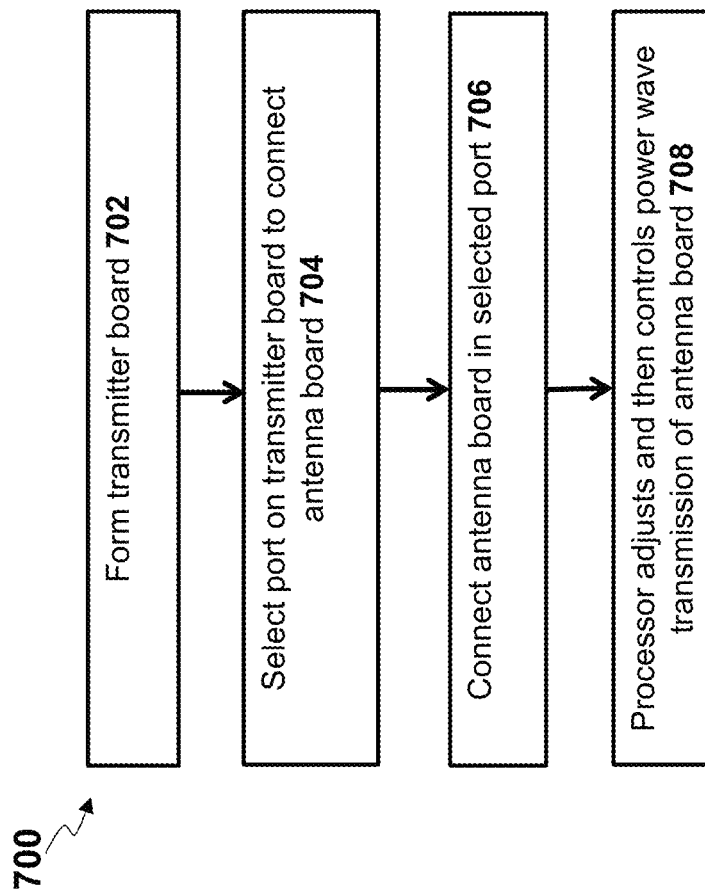 700
Form transmitter board 702
Select port on transmitter board to connect
antenna board 704
Connect antenna board in selected port 706
Processor adjusts and then controls power wave
transmission of antenna board 708